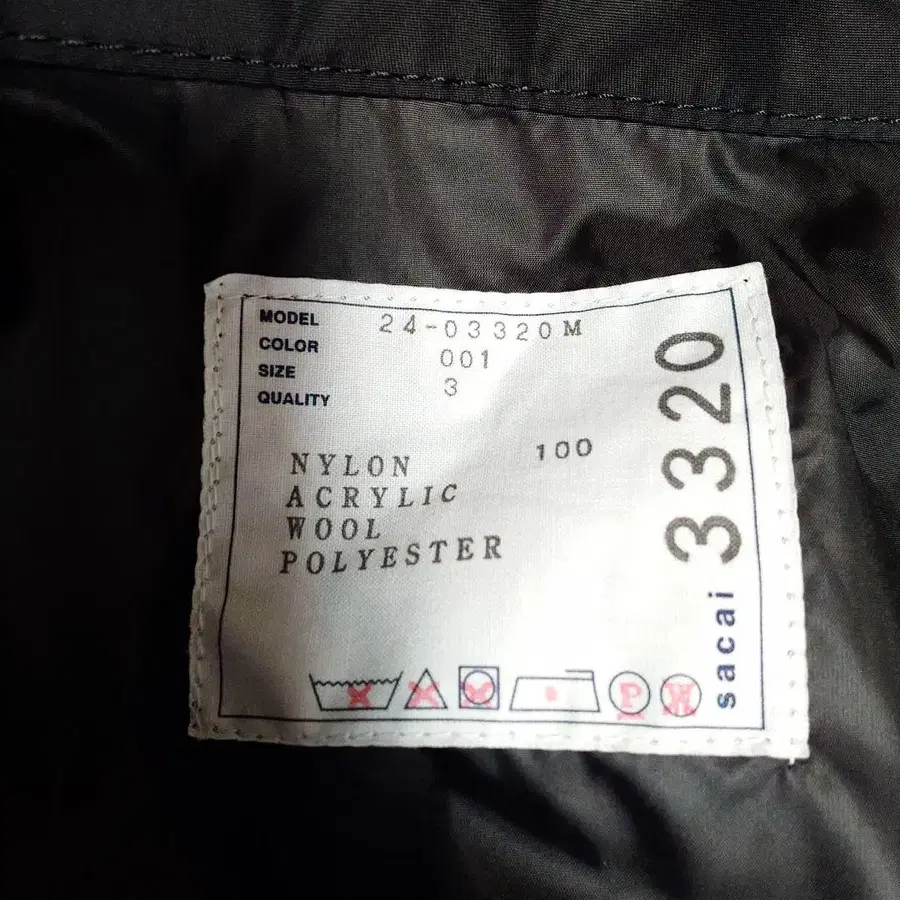 MODEL 24-03320M
COLOR 001
SIZE 3
QUALITY
NYLON 100
ACRYLIC
WOOL
POLYESTER
P
W
sacai 3320